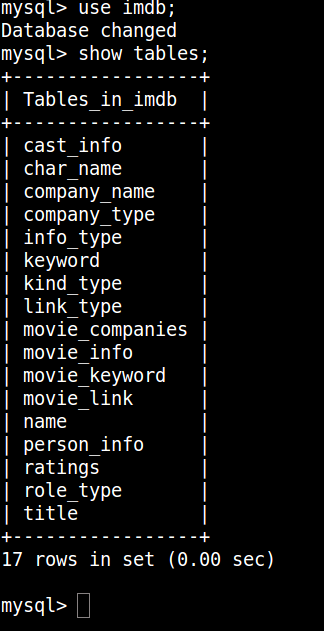 mysql> use imdb;
Database changed
mysql> show tables;
+-----------------+
| Tables_in_imdb  |
+-----------------+
| cast_info       |
| char_name       |
| company_name    |
| company_type    |
| info_type       |
| keyword         |
| kind_type       |
| link_type       |
| movie_companies |
| movie_info      |
| movie_keyword   |
| movie_link      |
| name            |
| person_info     |
| ratings         |
| role_type       |
| title           |
+-----------------+
17 rows in set (0.00 sec)
mysql>